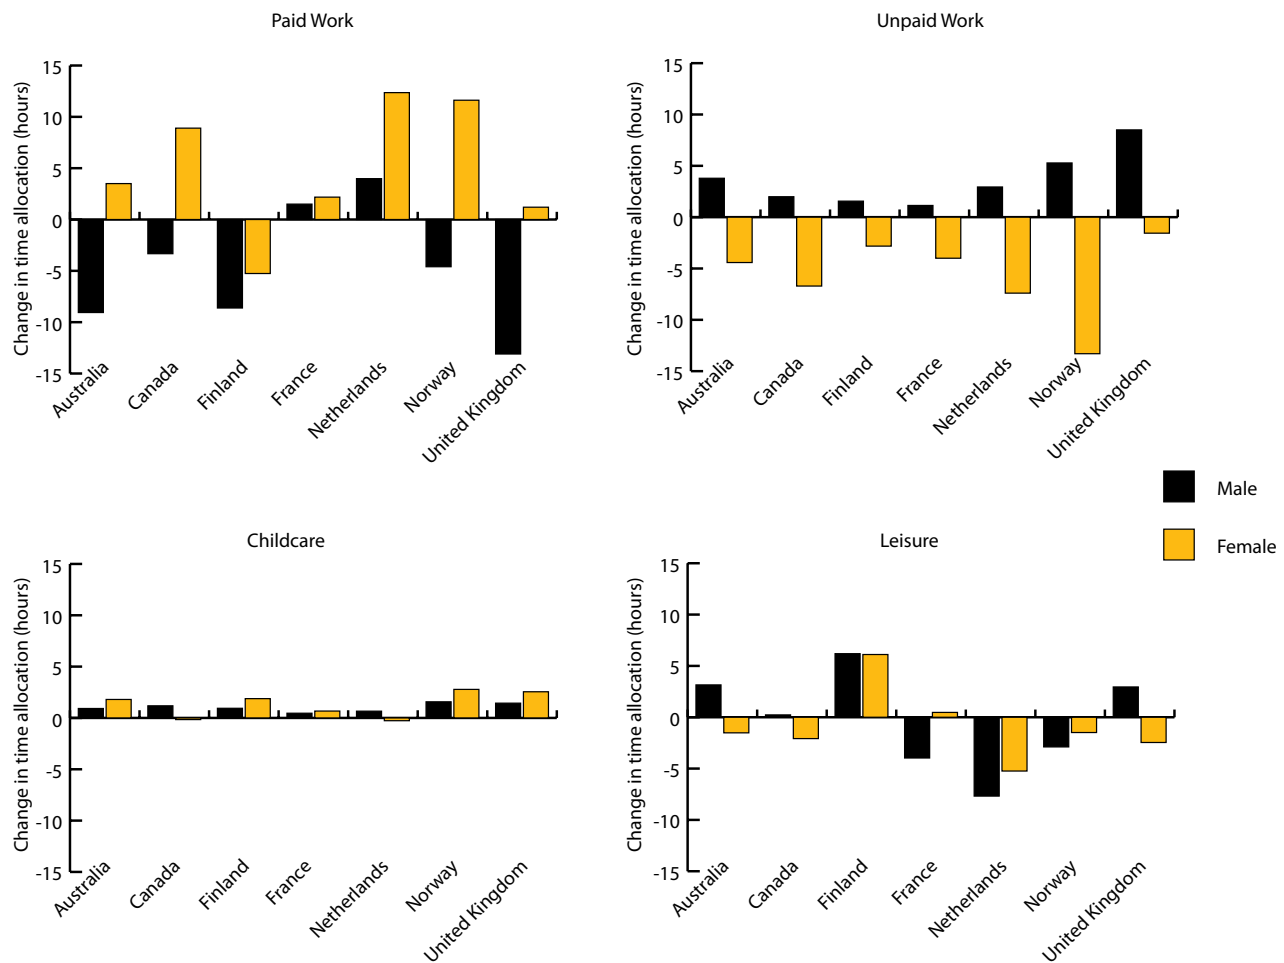 Paid Work
Change in time allocation (hours)
15
10
5
0
-5
-10
-15
Australia
Canada
Finland
France
Netherlands
Norway
United Kingdom
Unpaid Work
Change in time allocation (hours)
15
10
5
0
-5
-10
-15
Australia
Canada
Finland
France
Netherlands
Norway
United Kingdom
Male
Female
Childcare
Change in time allocation (hours)
15
10
5
0
-5
-10
-15
Australia
Canada
Finland
France
Netherlands
Norway
United Kingdom
Leisure
Change in time allocation (hours)
15
10
5
0
-5
-10
-15
Australia
Canada
Finland
France
Netherlands
Norway
United Kingdom